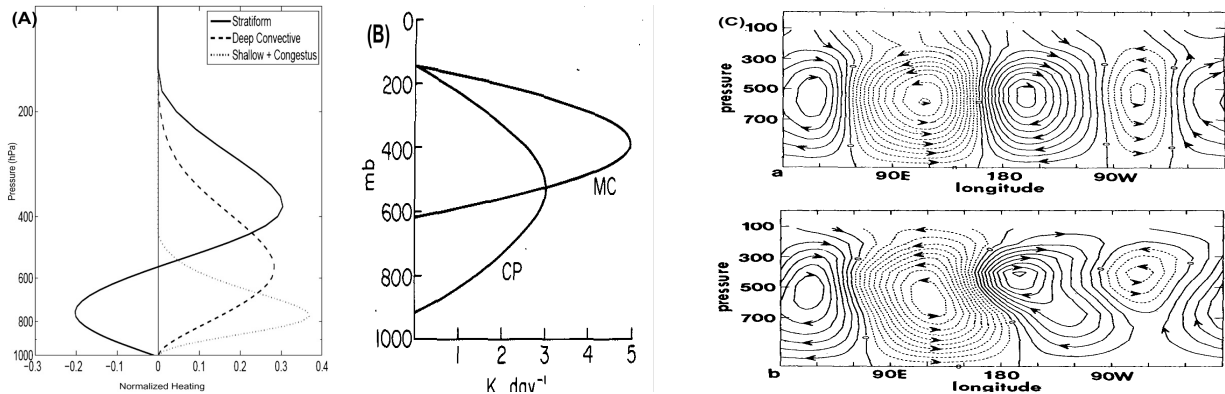 (A)
Stratiform
Deep Convective
Shallow + Congestus
200
400
600
800
1000
Pressure (hPa)
−0.3 −0.2 −0.1 0 0.1 0.2 0.3 0.4
Normalized Heating
(B)
0
200
400
600
800
1000
mb
MC
CP
1 2 3 4 5
K day⁻¹
(C)
100
300
500
700
pressure
a
90E 180 90W
longitude
100
300
500
700
pressure
b
90E 180 90W
longitude